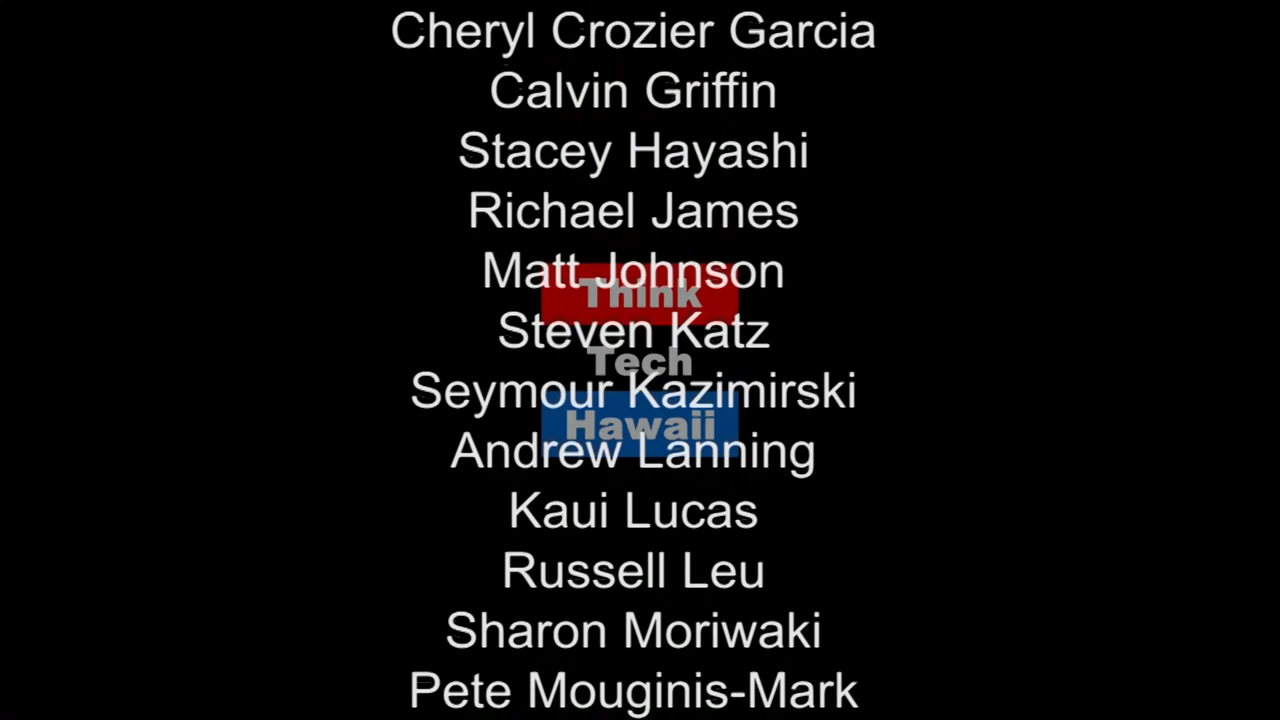 Cheryl Crozier Garcia
Calvin Griffin
Stacey Hayashi
Richael James
Matt Johnson
Think
Steven Katz
Tech
Seymour Kazimirski
Hawaii
Andrew Lanning
Kaui Lucas
Russell Leu
Sharon Moriwaki
Pete Mouginis-Mark